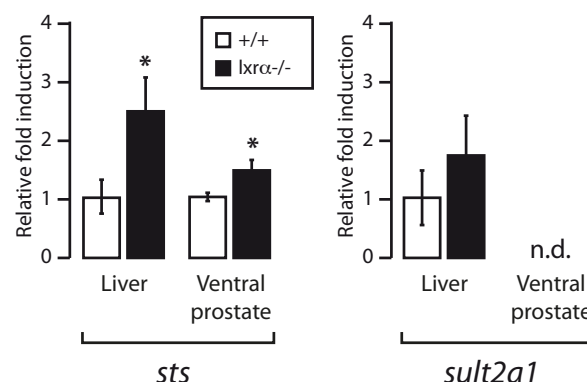 Relative fold induction
4
3
2
1
0
*
*
+/+
lxrα-/-
Liver
Ventral
prostate
sts
Relative fold induction
4
3
2
1
0
n.d.
Liver
Ventral
prostate
sult2a1